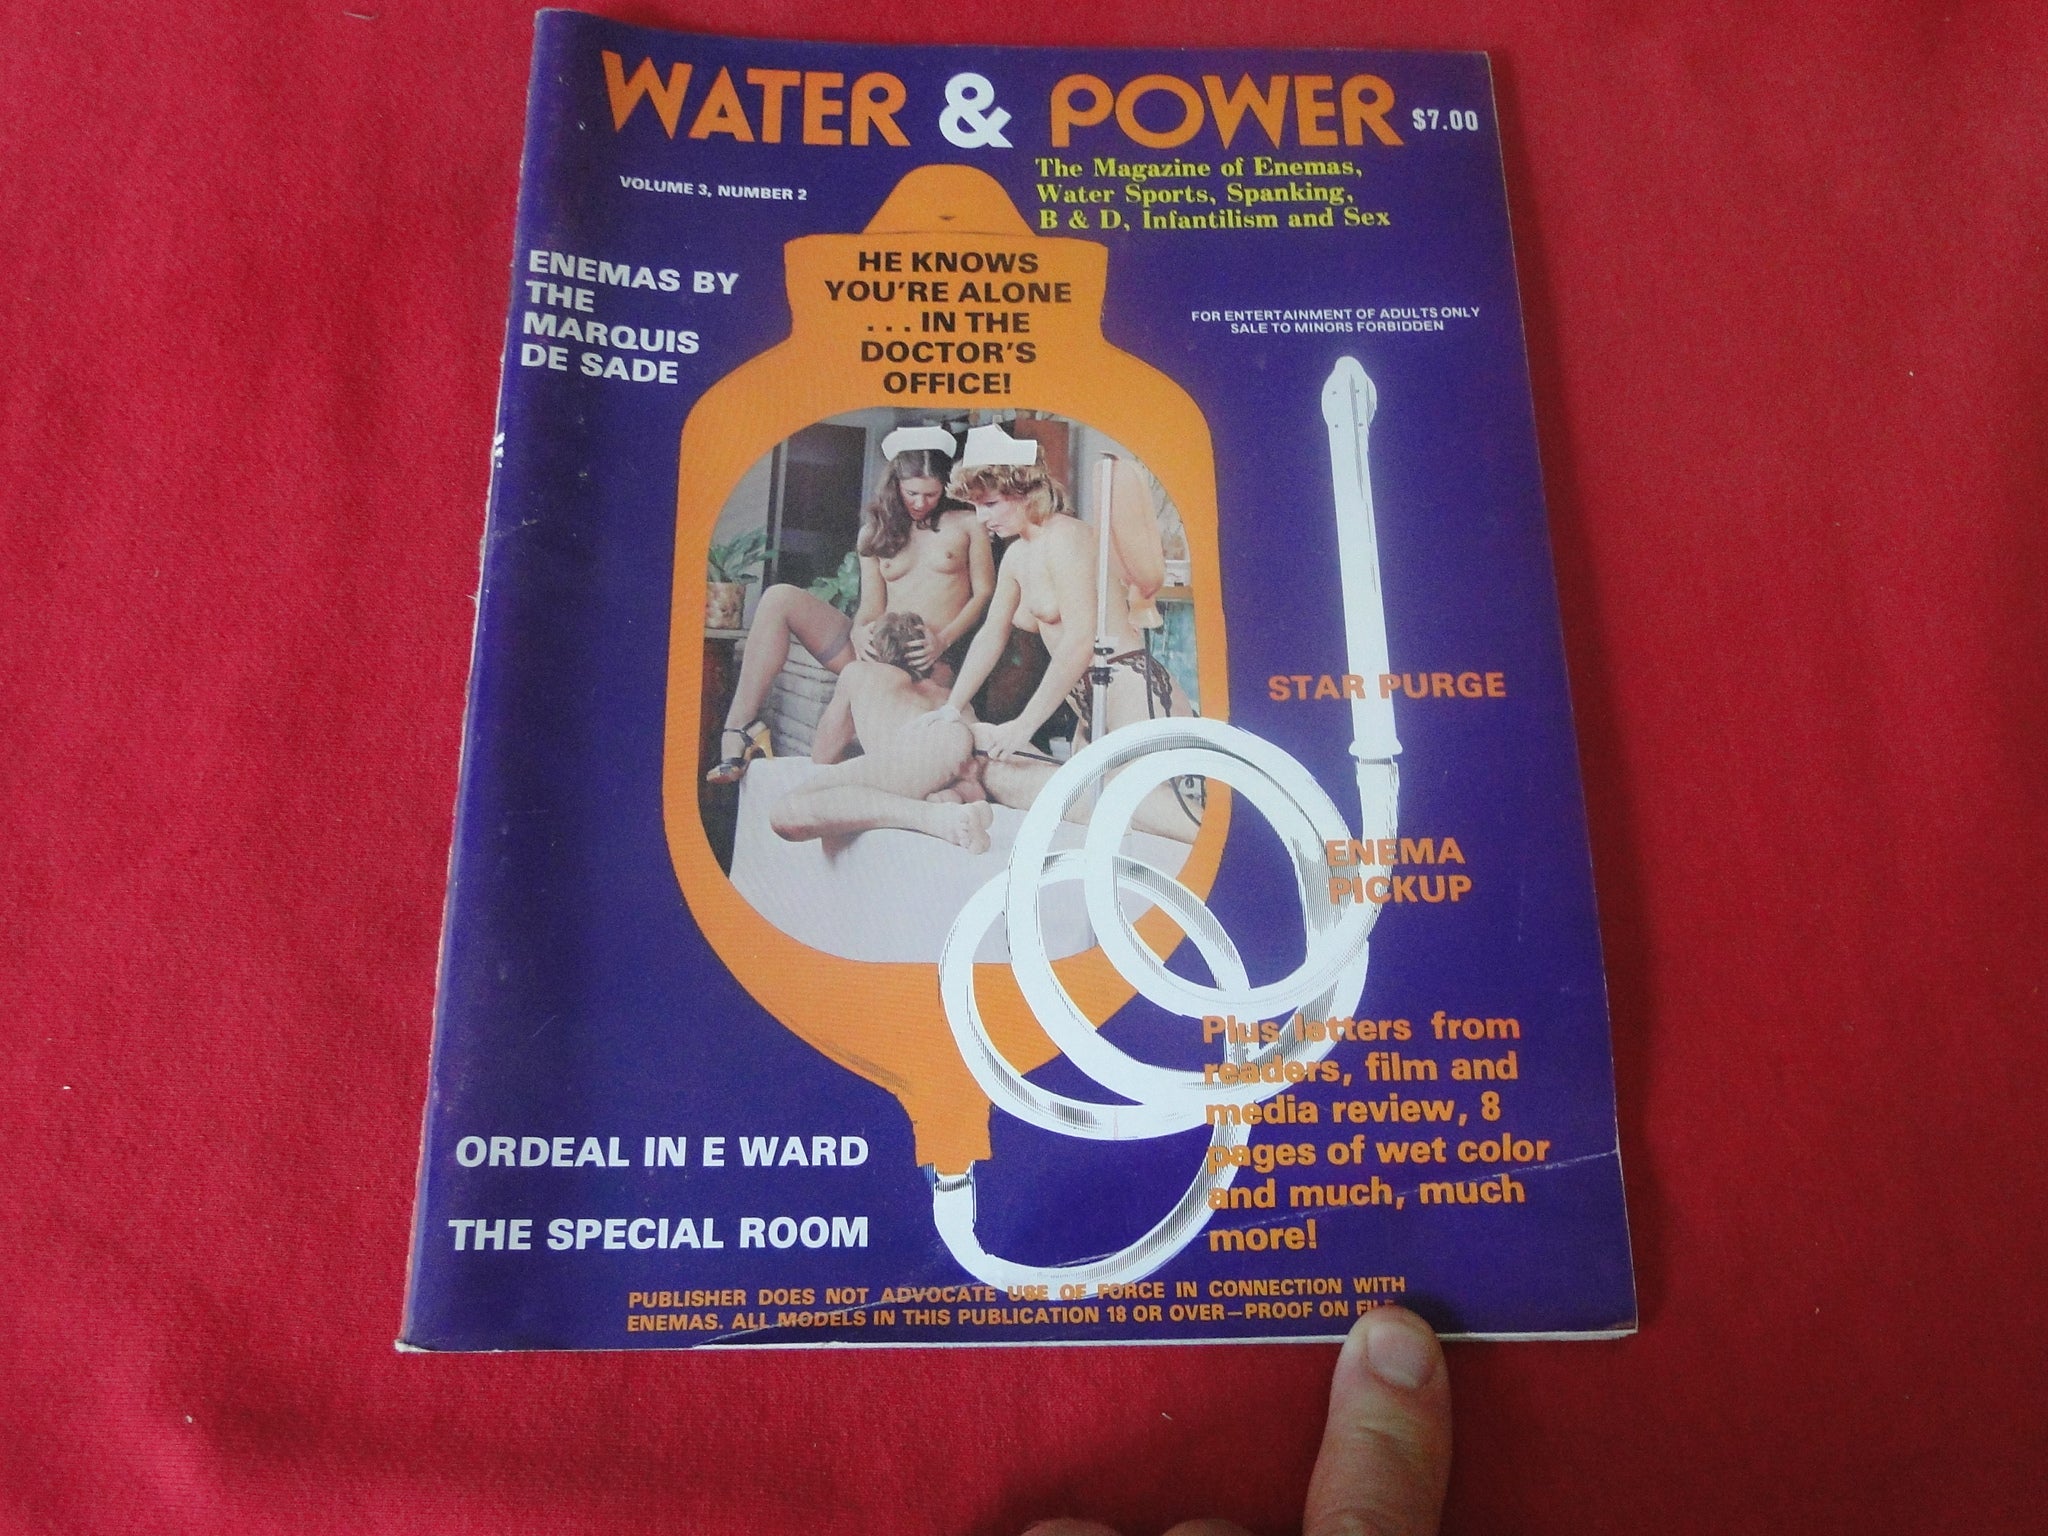 WATER & POWER $7.00
The Magazine of Enemas,
Water Sports, Spanking,
B & D, Infantilism and Sex
VOLUME 3, NUMBER 2
ENEMAS BY
THE
MARQUIS
DE SADE
HE KNOWS
YOU'RE ALONE
...IN THE
DOCTOR'S
OFFICE!
FOR ENTERTAINMENT OF ADULTS ONLY
SALE TO MINORS FORBIDDEN
STAR PURGE
ENEMA
PICKUP
Plus letters from
readers, film and
media review, 8
pages of wet color
and much, much
more!
ORDEAL IN E WARD
THE SPECIAL ROOM
PUBLISHER DOES NOT ADVOCATE USE OF FORCE IN CONNECTION WITH
ENEMAS. ALL MODELS IN THIS PUBLICATION 18 OR OVER—PROOF ON FILE